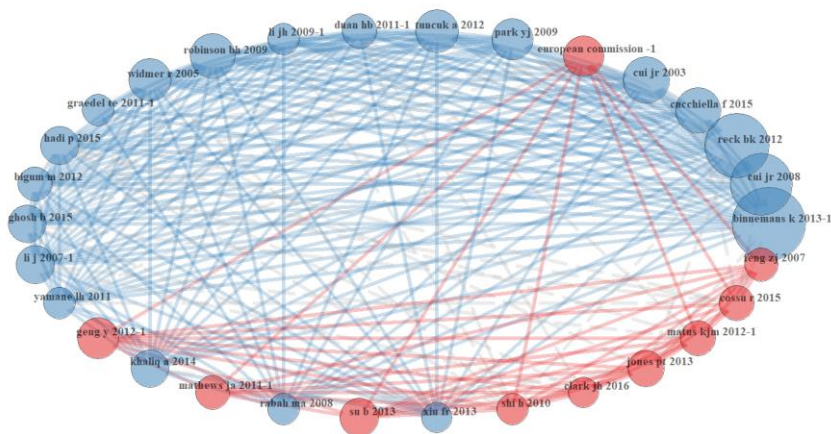 li jh 2009-1
duan hb 2011-1
tuncuk a 2012
park yj 2009
european commission -1
robinson bh 2009
widmer r 2005
cui jr 2003
graedel te 2011-1
cucchiella f 2015
hadi p 2015
reck bk 2012
bigum m 2012
cui jr 2008
ghosh b 2015
binnemans k 2013-1
li j 2007-1
feng zj 2007
yamane lh 2011
cossu r 2015
geng y 2012-1
matus kjm 2012-1
khaliq a 2014
jones pt 2013
mathews ja 2011-1
clark jh 2016
rabah ma 2008
su b 2013
xiu fr 2013
shi h 2010